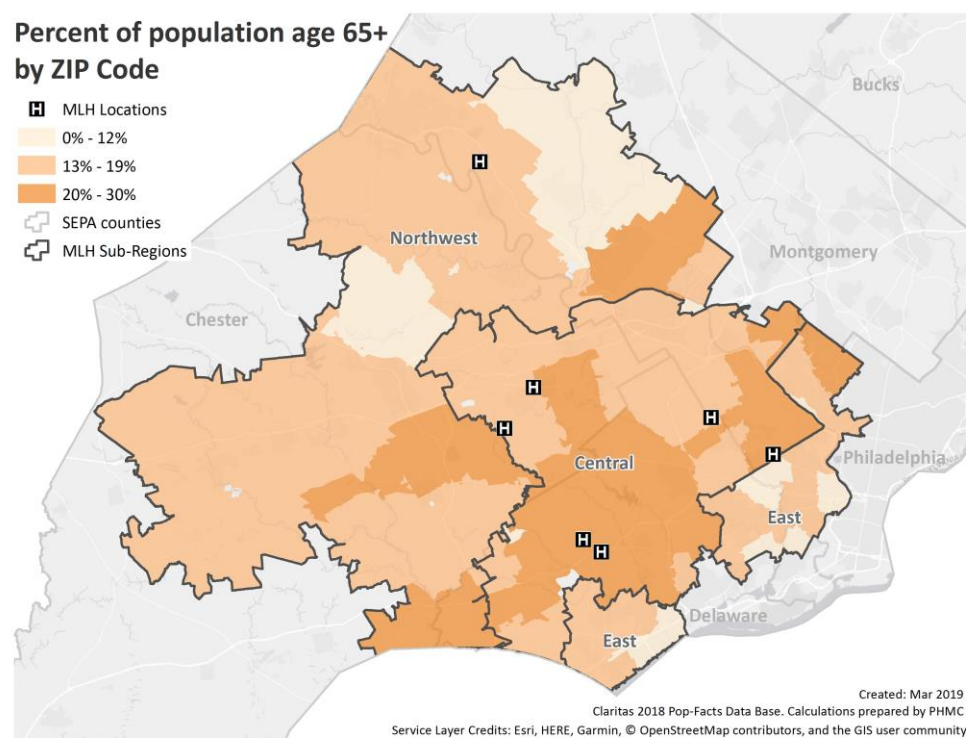 Percent of population age 65+
by ZIP Code
H MLH Locations
0% - 12%
13% - 19%
20% - 30%
SEPA counties
MLH Sub-Regions
Bucks
H
Northwest
Montgomery
Chester
H
H
H
Central
H
Philadelphia
East
H
H
Delaware
East
Created: Mar 2019
Claritas 2018 Pop-Facts Data Base. Calculations prepared by PHMC
Service Layer Credits: Esri, HERE, Garmin, © OpenStreetMap contributors, and the GIS user community